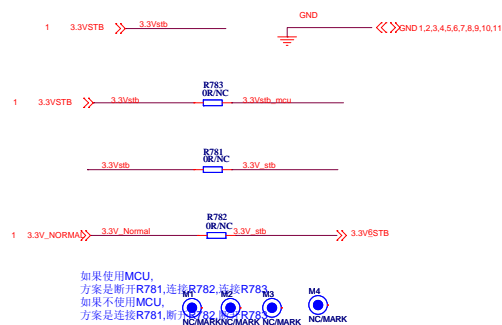 GND
1 3.3VSTB 3.3Vstb GND 1,2,3,4,5,6,7,8,9,10,11
R783
0R/NC
1 3.3VSTB 3.3Vstb 3.3Vstb_mcu
R781
0R/NC
3.3Vstb 3.3V_stb
R782
0R/NC
1 3.3V_NORMAL 3.3V_Normal 3.3V_stb 3.3V6STB
如果使用MCU,
方案是断开R781,连接R782,连接R783
如果不使用MCU,
方案是连接R781,断开R782,断开R783
M1 M2 M3 M4
NC/MARK NC/MARK NC/MARK NC/MARK